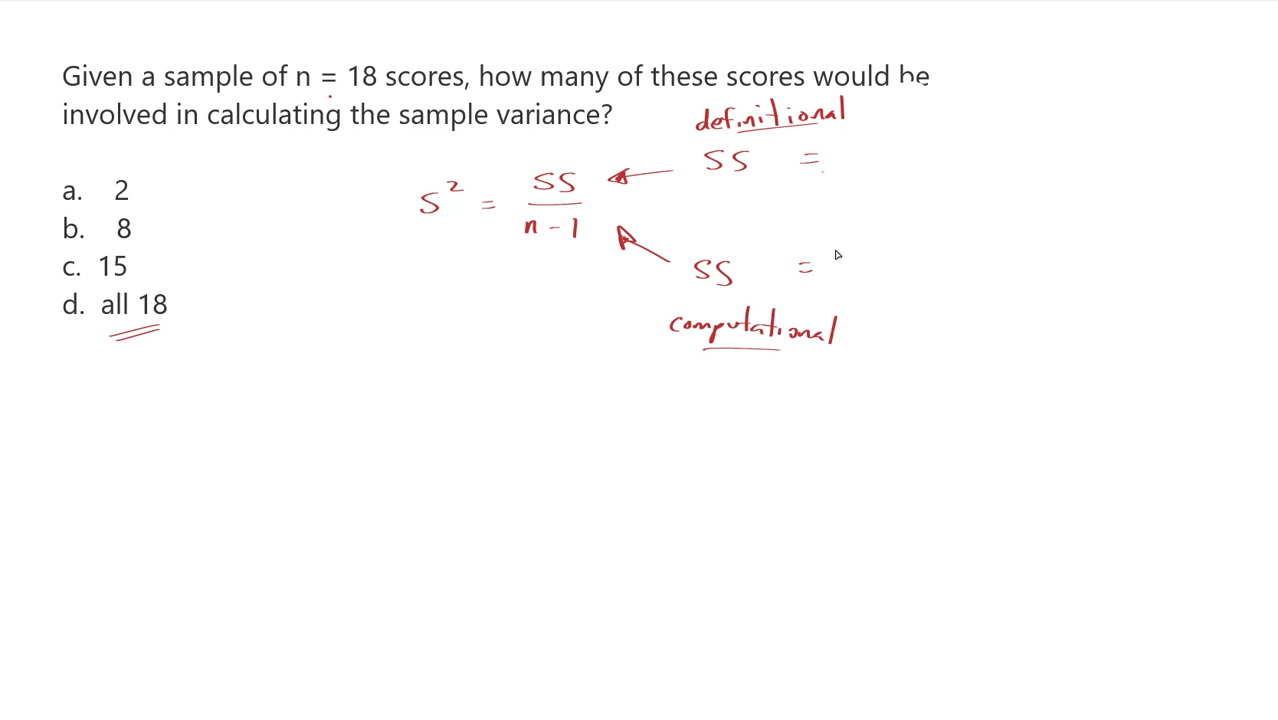 Given a sample of n = 18 scores, how many of these scores would be
involved in calculating the sample variance?
definitional
SS =
a. 2
S² = SS / n - 1
b. 8
c. 15
SS =
d. all 18
computational